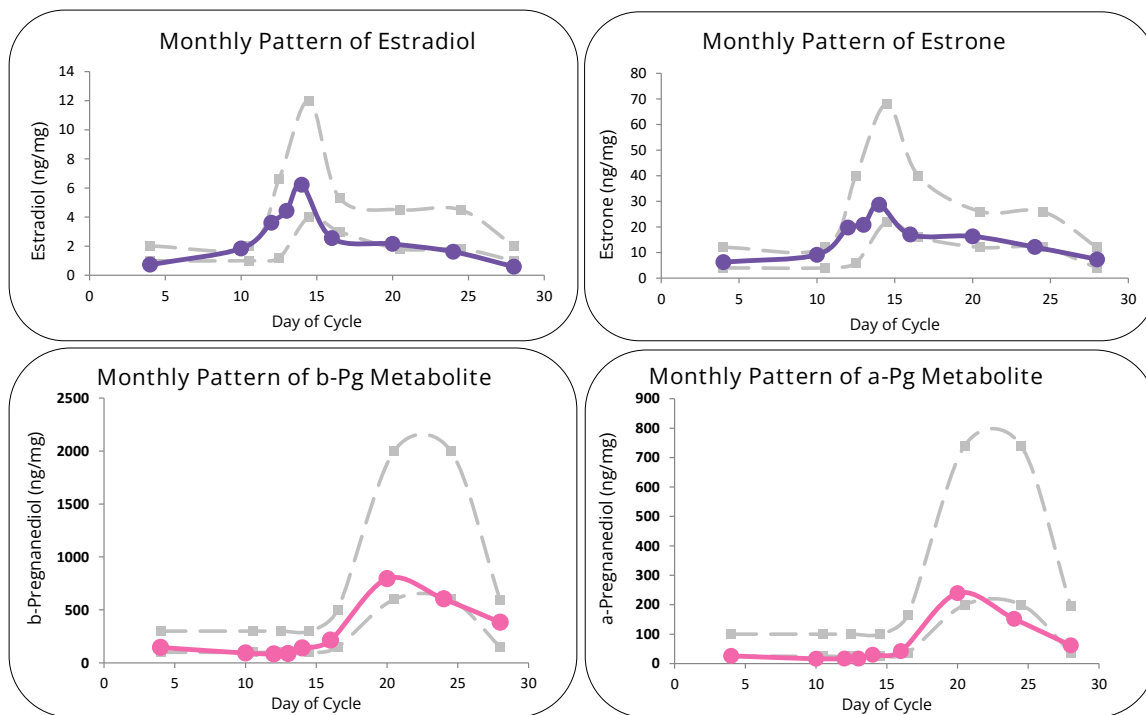 Monthly Pattern of Estradiol
Estradiol (ng/mg)
14
12
10
8
6
4
2
0
0 5 10 15 20 25 30
Day of Cycle
Monthly Pattern of Estrone
Estrone (ng/mg)
80
70
60
50
40
30
20
10
0
0 5 10 15 20 25 30
Day of Cycle
Monthly Pattern of b-Pg Metabolite
b-Pregnanediol (ng/mg)
2500
2000
1500
1000
500
0
0 5 10 15 20 25 30
Day of Cycle
Monthly Pattern of a-Pg Metabolite
a-Pregnanediol (ng/mg)
900
800
700
600
500
400
300
200
100
0
0 5 10 15 20 25 30
Day of Cycle